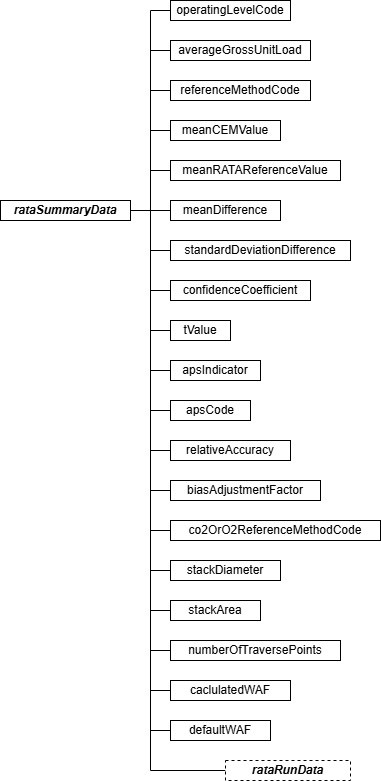 operatingLevelCode
averageGrossUnitLoad
referenceMethodCode
meanCEMValue
meanRATAReferenceValue
rataSummaryData
meanDifference
standardDeviationDifference
confidenceCoefficient
tValue
apsIndicator
apsCode
relativeAccuracy
biasAdjustmentFactor
co2OrO2ReferenceMethodCode
stackDiameter
stackArea
numberOfTraversePoints
caclulatedWAF
defaultWAF
rataRunData